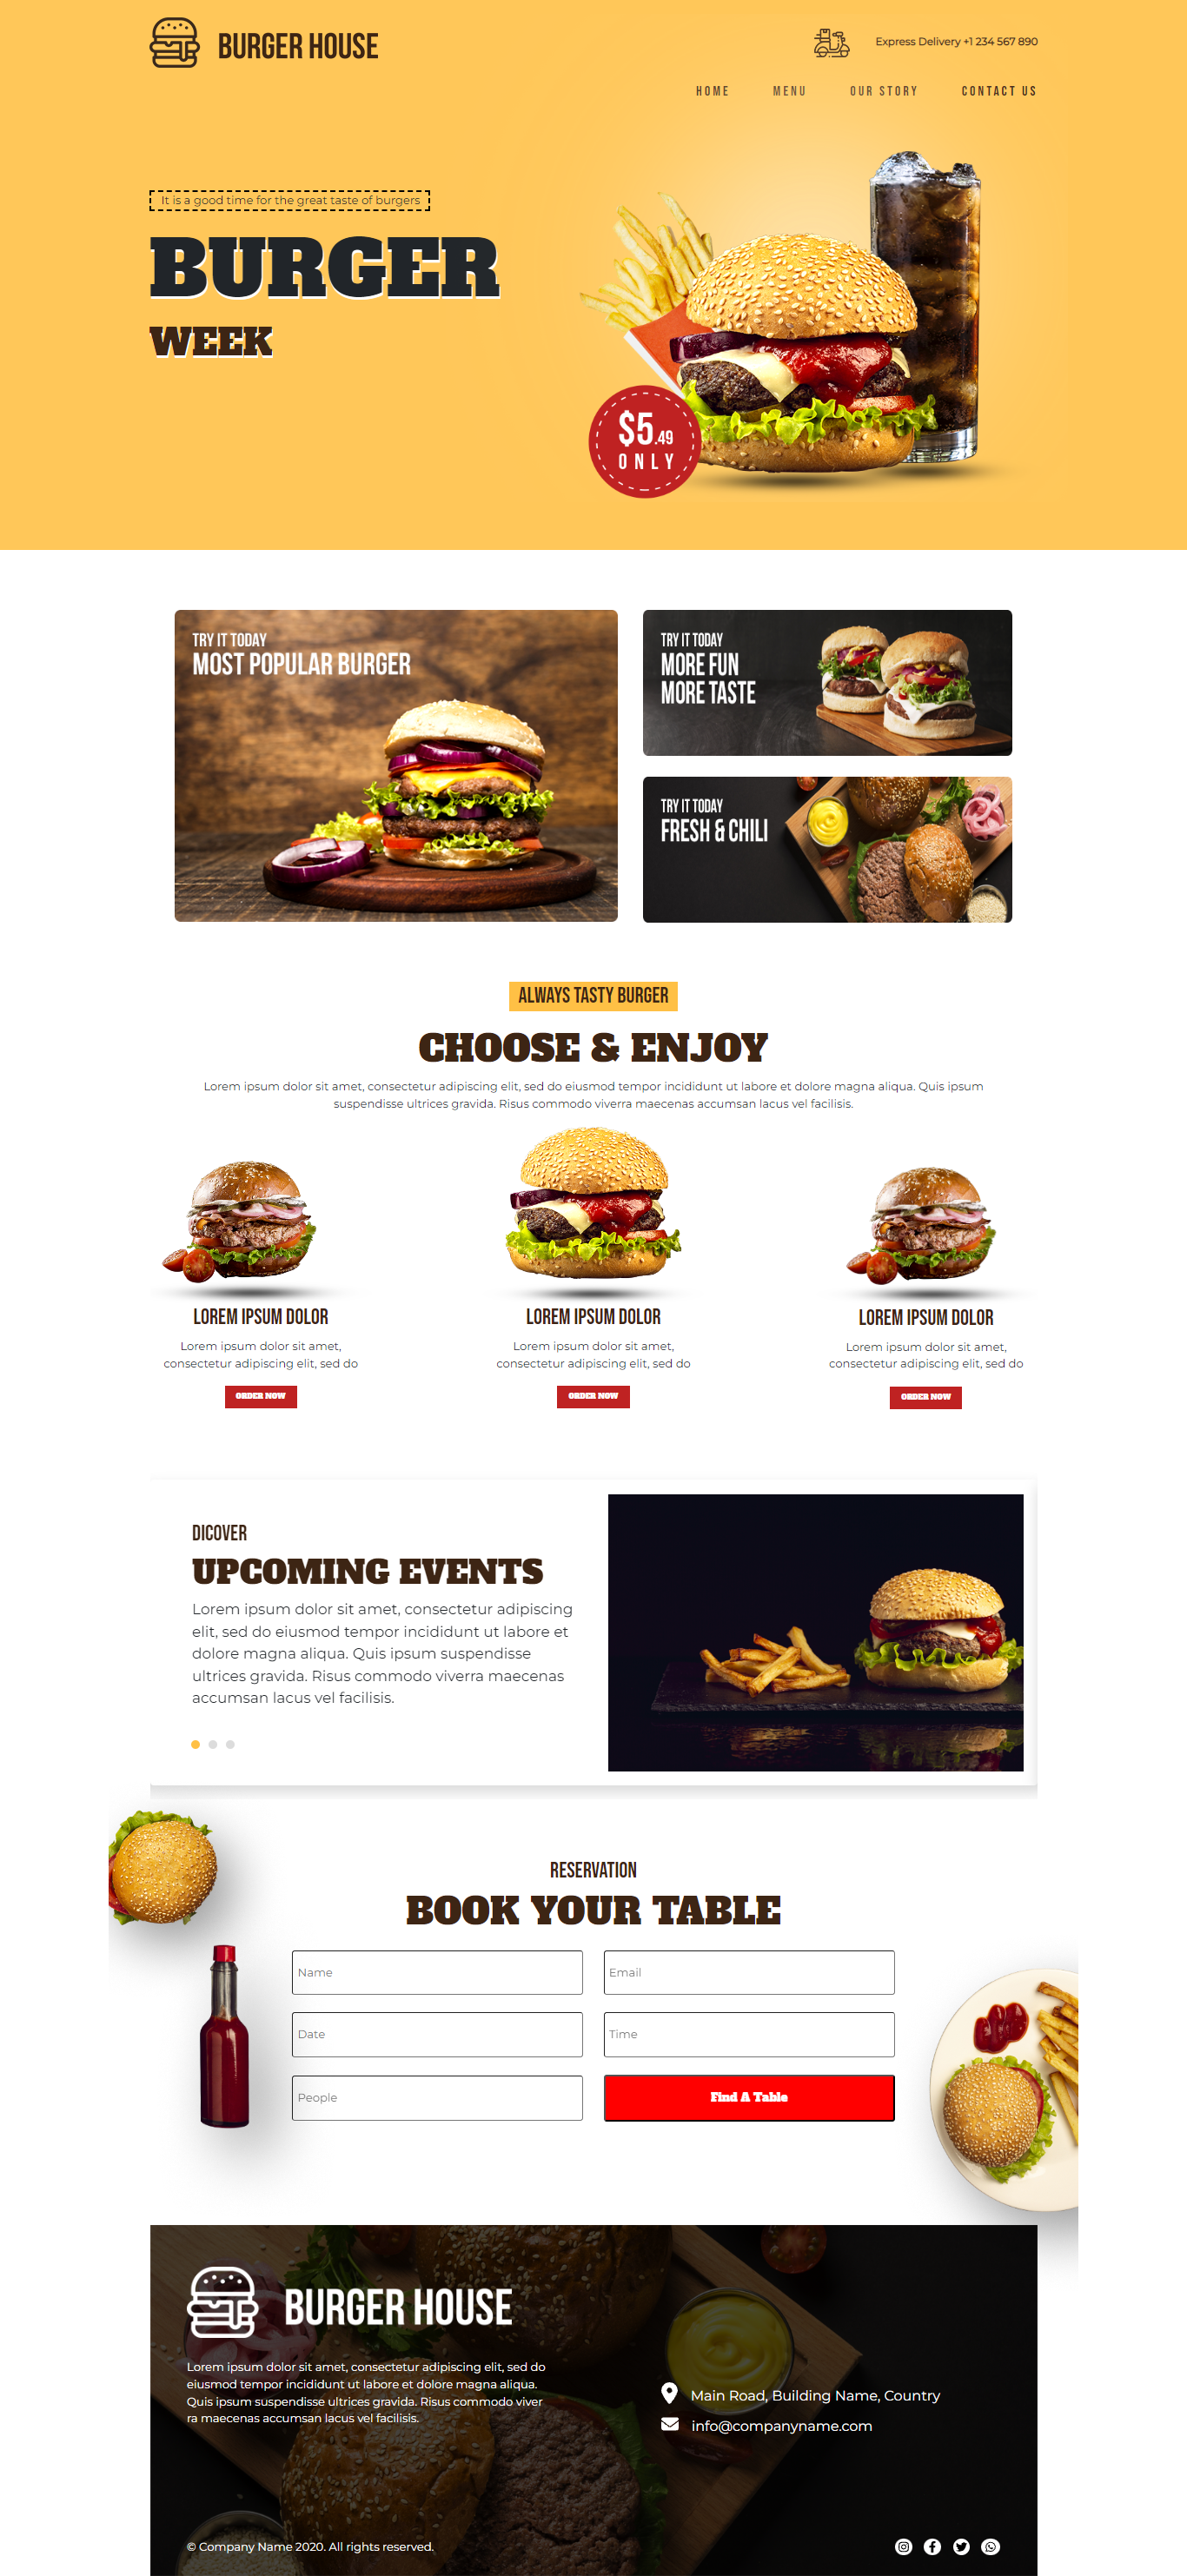 BURGER HOUSE
Express Delivery +1 234 567 890
HOME
MENU
OUR STORY
CONTACT US
It is a good time for the great taste of burgers
BURGER
WEEK
$5.49
ONLY
TRY IT TODAY
MOST POPULAR BURGER
TRY IT TODAY
MORE FUN
MORE TASTE
TRY IT TODAY
FRESH & CHILI
ALWAYS TASTY BURGER
CHOOSE & ENJOY
Lorem ipsum dolor sit amet, consectetur adipiscing elit, sed do eiusmod tempor incididunt ut labore et dolore magna aliqua. Quis ipsum
suspendisse ultrices gravida. Risus commodo viverra maecenas accumsan lacus vel facilisis.
LOREM IPSUM DOLOR
Lorem ipsum dolor sit amet,
consectetur adipiscing elit, sed do
ORDER NOW
LOREM IPSUM DOLOR
Lorem ipsum dolor sit amet,
consectetur adipiscing elit, sed do
ORDER NOW
LOREM IPSUM DOLOR
Lorem ipsum dolor sit amet,
consectetur adipiscing elit, sed do
ORDER NOW
DICOVER
UPCOMING EVENTS
Lorem ipsum dolor sit amet, consectetur adipiscing
elit, sed do eiusmod tempor incididunt ut labore et
dolore magna aliqua. Quis ipsum suspendisse
ultrices gravida. Risus commodo viverra maecenas
accumsan lacus vel facilisis.
RESERVATION
BOOK YOUR TABLE
Name
Email
Date
Time
People
Find A Table
BURGER HOUSE
Lorem ipsum dolor sit amet, consectetur adipiscing elit, sed do
eiusmod tempor incididunt ut labore et dolore magna aliqua.
Quis ipsum suspendisse ultrices gravida. Risus commodo viver
ra maecenas accumsan lacus vel facilisis.
Main Road, Building Name, Country
info@companyname.com
© Company Name 2020. All rights reserved.